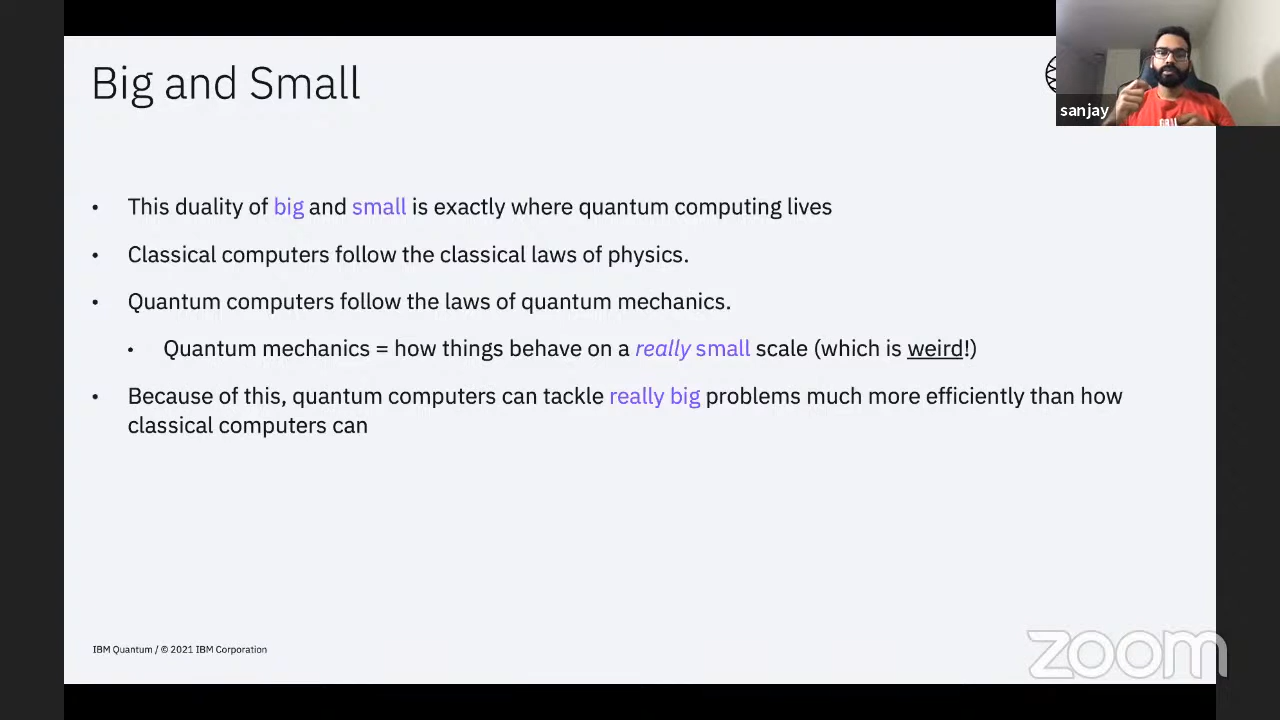 Big and Small
sanjay
• This duality of big and small is exactly where quantum computing lives
• Classical computers follow the classical laws of physics.
• Quantum computers follow the laws of quantum mechanics.
• Quantum mechanics = how things behave on a really small scale (which is weird!)
• Because of this, quantum computers can tackle really big problems much more efficiently than how
classical computers can
IBM Quantum / © 2021 IBM Corporation
zoom